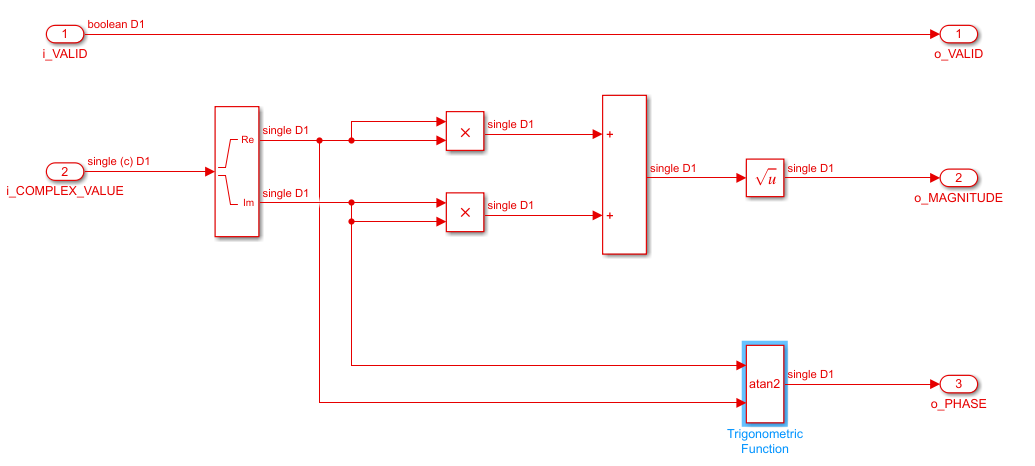 boolean D1
1
1
i_VALID
o_VALID
single D1
single D1
Re
×
+
single (c) D1
single D1
single D1
2
√u
2
i_COMPLEX_VALUE
o_MAGNITUDE
single D1
Im
single D1
×
+
single D1
atan2
3
o_PHASE
Trigonometric
Function